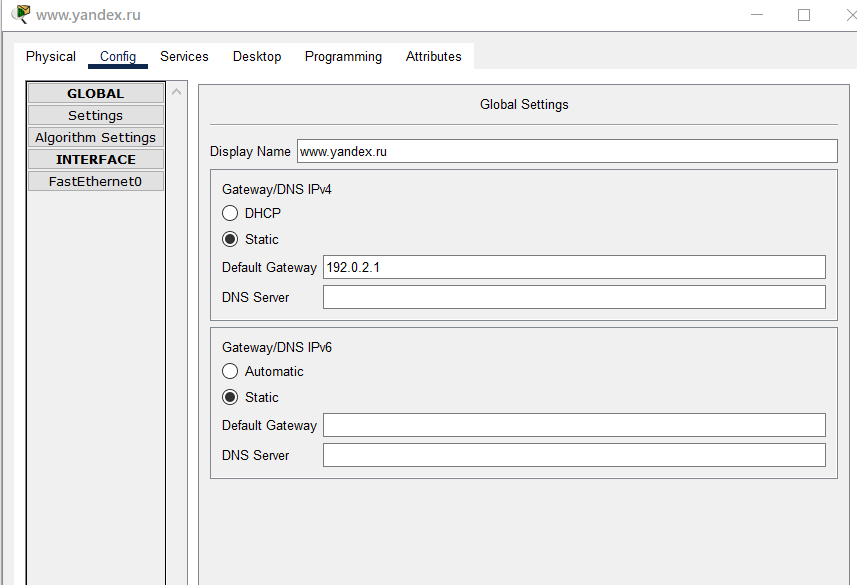 www.yandex.ru
Physical Config Services Desktop Programming Attributes
GLOBAL
Settings
Algorithm Settings
INTERFACE
FastEthernet0
Global Settings
Display Name www.yandex.ru
Gateway/DNS IPv4
DHCP
Static
Default Gateway 192.0.2.1
DNS Server
Gateway/DNS IPv6
Automatic
Static
Default Gateway
DNS Server